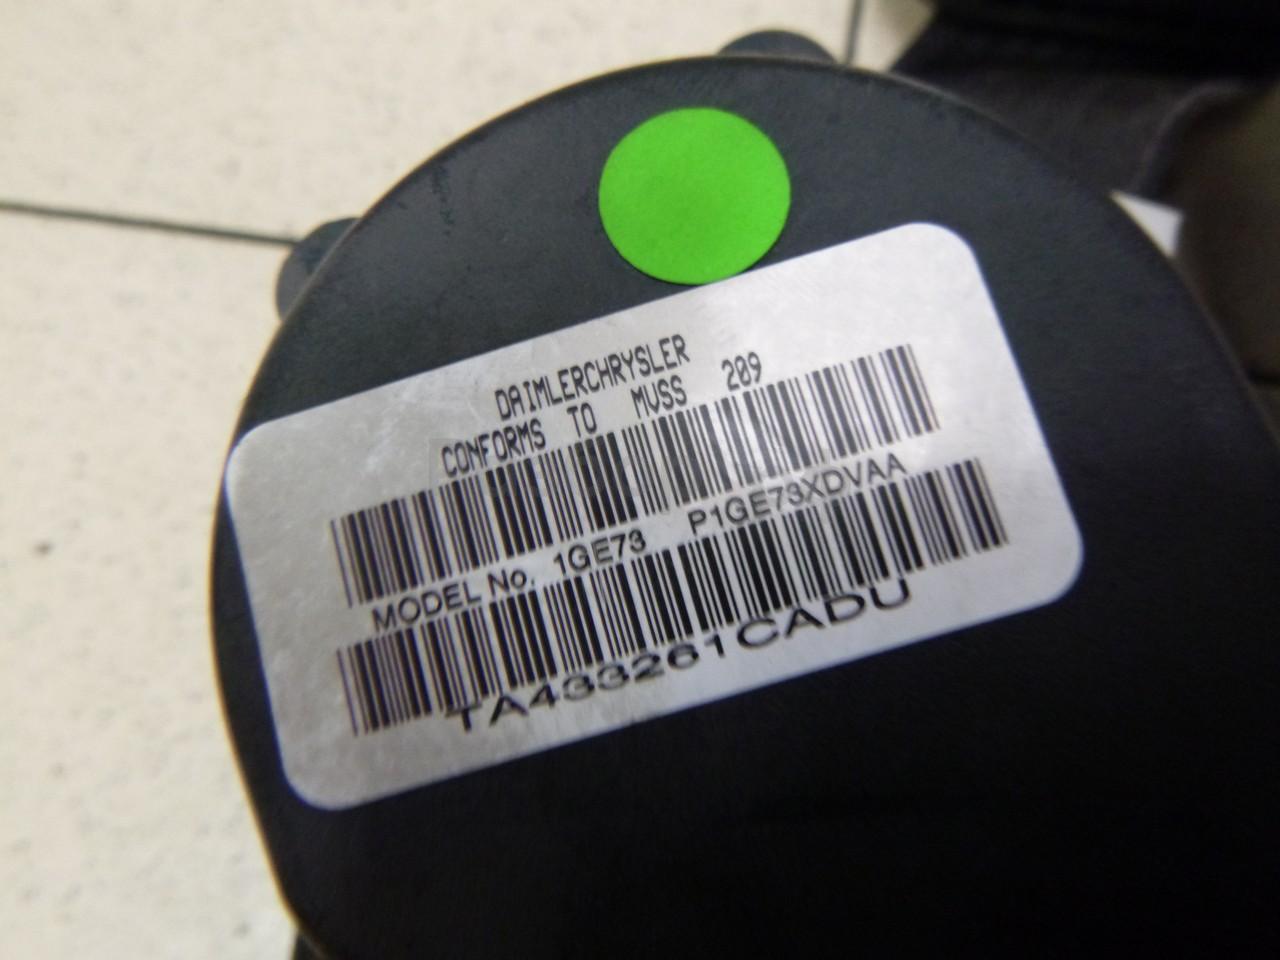 DAIMLERCHRYSLER
CONFORMS TO MVSS 209
MODEL No. 1GE73 P1GE73XDVAA
TA433261CADU